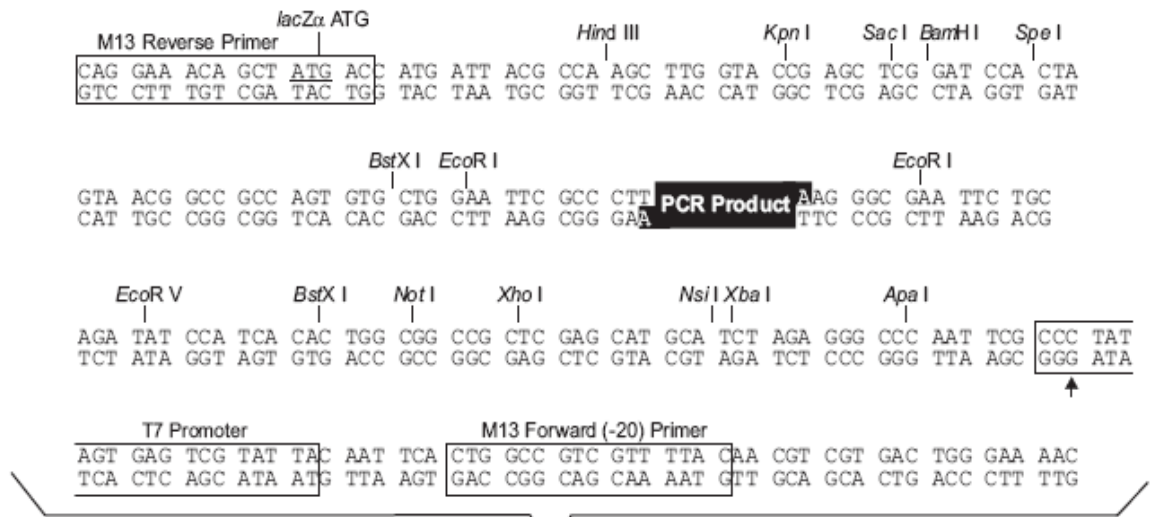 lacZα ATG
M13 Reverse Primer Hind III Kpn I Sac I BamH I Spe I
CAG GAA ACA GCT ATG ACC ATG ATT ACG CCA AGC TTG GTA CCG AGC TCG GAT CCA CTA
GTC CTT TGT CGA TAC TGG TAC TAA TGC GGT TCG AAC CAT GGC TCG AGC CTA GGT GAT
BstX I EcoR I EcoR I
GTA ACG GCC GCC AGT GTG CTG GAA TTC GCC CTT PCR Product AAG GGC GAA TTC TGC
CAT TGC CGG CGG TCA CAC GAC CTT AAG CGG GAA TTC CCG CTT AAG ACG
EcoR V BstX I Not I Xho I Nsi I Xba I Apa I
AGA TAT CCA TCA CAC TGG CGG CCG CTC GAG CAT GCA TCT AGA GGG CCC AAT TCG CCC TAT
TCT ATA GGT AGT GTG ACC GCC GGC GAG CTC GTA CGT AGA TCT CCC GGG TTA AGC GGG ATA
T7 Promoter M13 Forward (-20) Primer
AGT GAG TCG TAT TAC AAT TCA CTG GCC GTC GTT TTA CAA CGT CGT GAC TGG GAA AAC
TCA CTC AGC ATA ATG TTA AGT GAC CGG CAG CAA AAT GTT GCA GCA CTG ACC CTT TTG